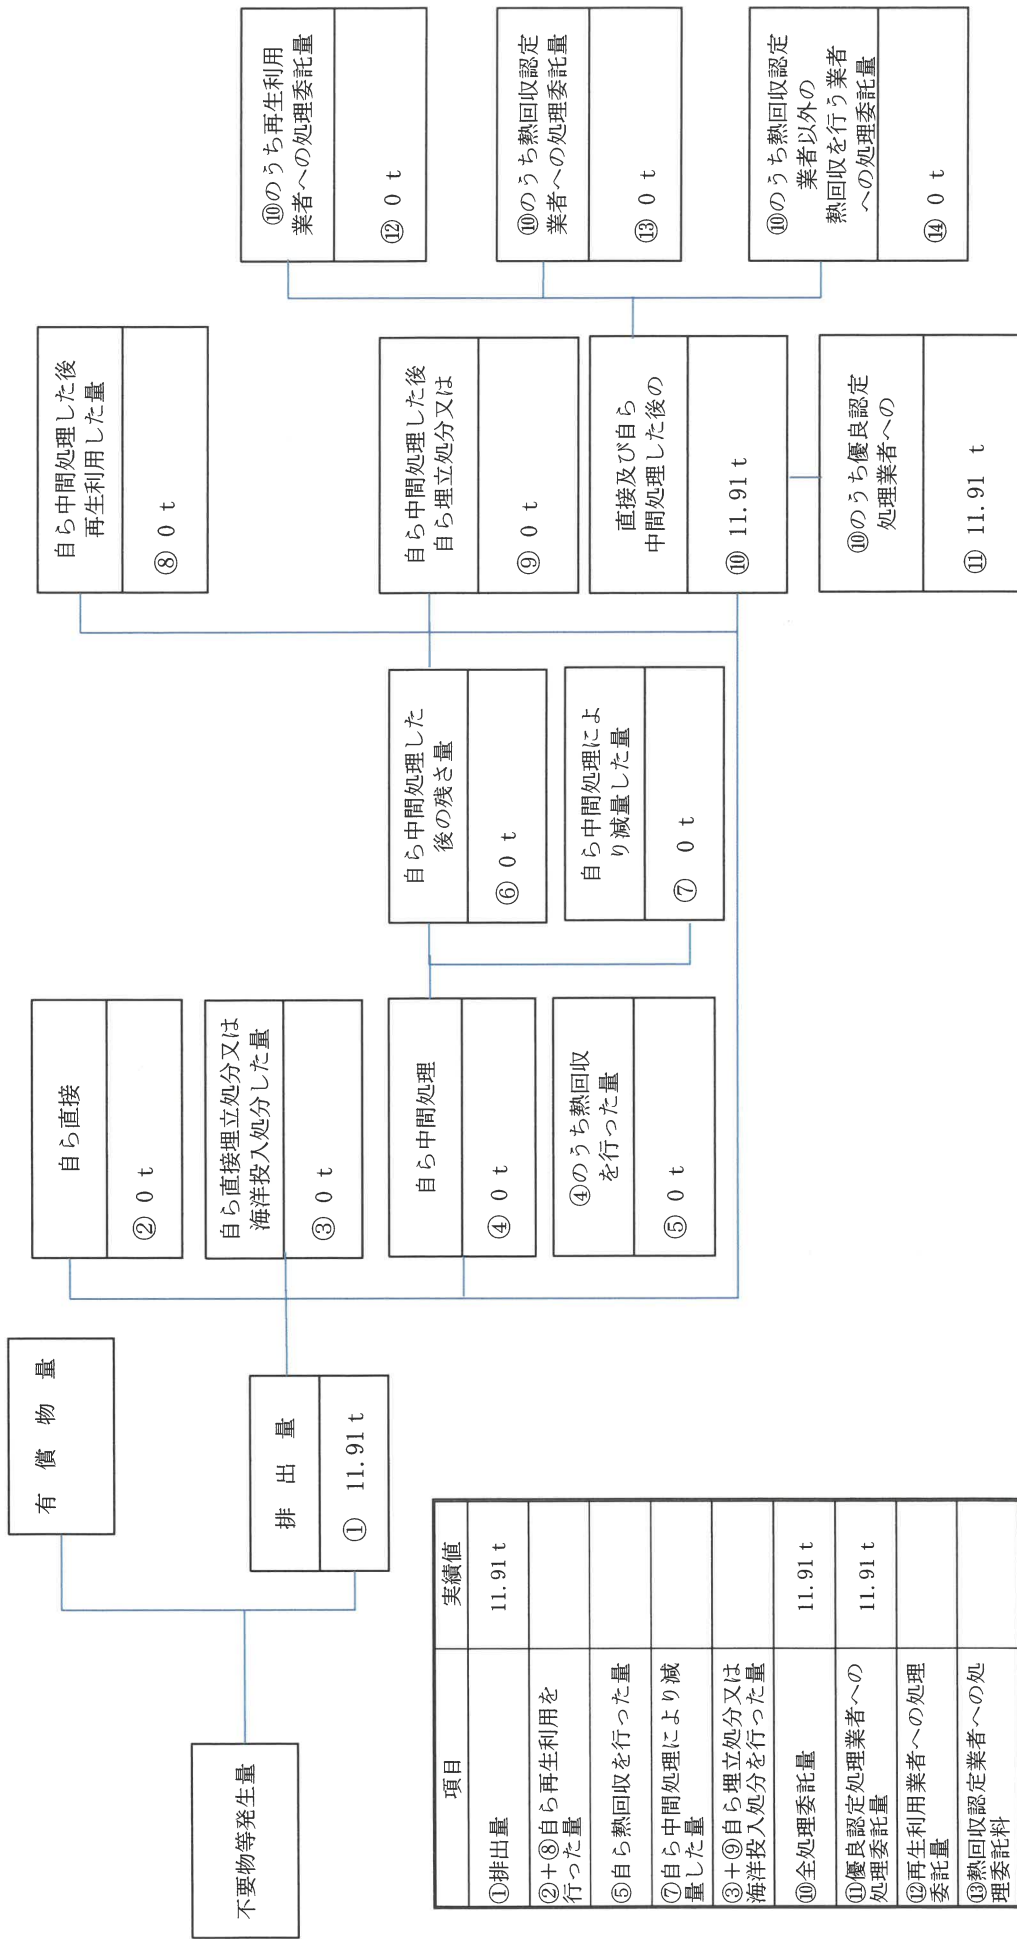 不要物等発生量
有償物量
排出量
① 11.91 t
自ら直接
② 0 t
自ら直接埋立処分又は
海洋投入処分した量
③ 0 t
自ら中間処理
④ 0 t
④のうち熱回収
を行った量
⑤ 0 t
自ら中間処理した
後の残さ量
⑥ 0 t
自ら中間処理によ
り減量した量
⑦ 0 t
自ら中間処理した後
再生利用した量
⑧ 0 t
自ら中間処理した後
自ら埋立処分又は
⑨ 0 t
直接及び自ら
中間処理した後の
⑩ 11.91 t
⑩のうち優良認定
処理業者への
⑪ 11.91 t
⑩のうち再生利用
業者への処理委託量
⑫ 0 t
⑩のうち熱回収認定
業者への処理委託量
⑬ 0 t
⑩のうち熱回収認定
業者以外の
熱回収を行う業者
への処理委託量
⑭ 0 t
項目 実績値
①排出量 11.91 t
②+⑧自ら再生利用を
行った量
⑤自ら熱回収を行った量
⑦自ら中間処理により減
量した量
③+⑨自ら埋立処分又は
海洋投入処分を行った量
⑩全処理委託量 11.91 t
⑪優良認定処理業者への
処理委託量 11.91 t
⑫再生利用業者への処理
委託量
⑬熱回収認定業者への処
理委託料